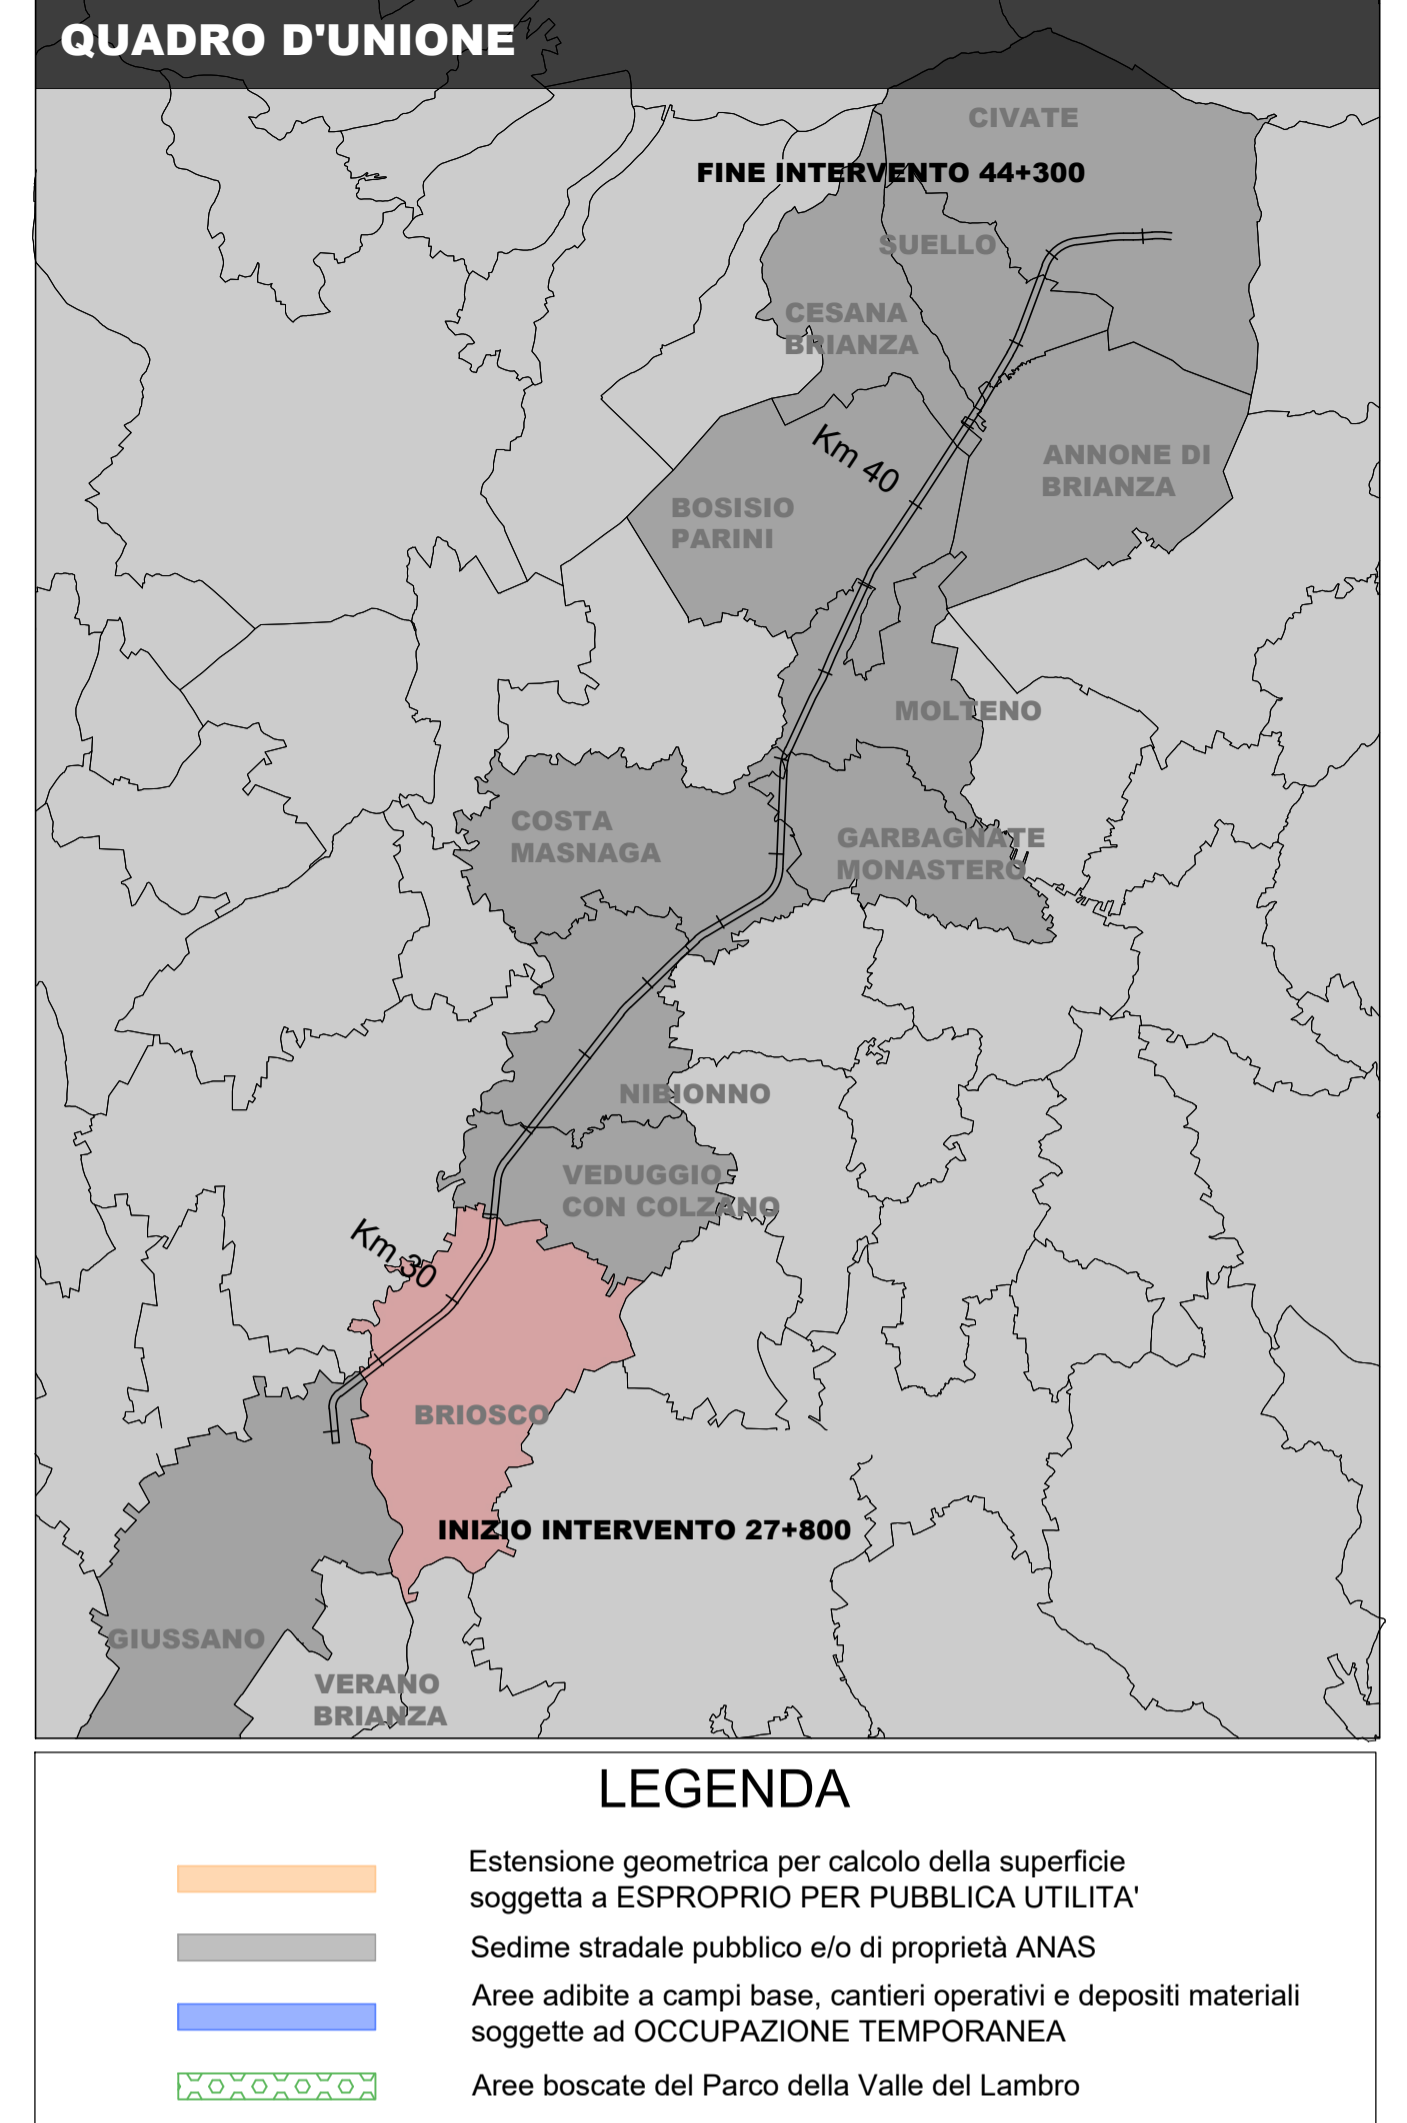 QUADRO D'UNIONE
CIVATE
FINE INTERVENTO 44+300
SUELLO
CESANA
BRIANZA
Km 40
ANNONE DI
BRIANZA
BOSISIO
PARINI
MOLTENO
COSTA
MASNAGA
GARBAGNATE
MONASTERO
NIBIONNO
VEDUGGIO
CON COLZANO
Km 30
BRIOSCO
INIZIO INTERVENTO 27+800
GIUSSANO
VERANO
BRIANZA
LEGENDA
Estensione geometrica per calcolo della superficie
soggetta a ESPROPRIO PER PUBBLICA UTILITA'
Sedime stradale pubblico e/o di proprietà ANAS
Aree adibite a campi base, cantieri operativi e depositi materiali
soggette ad OCCUPAZIONE TEMPORANEA
Aree boscate del Parco della Valle del Lambro